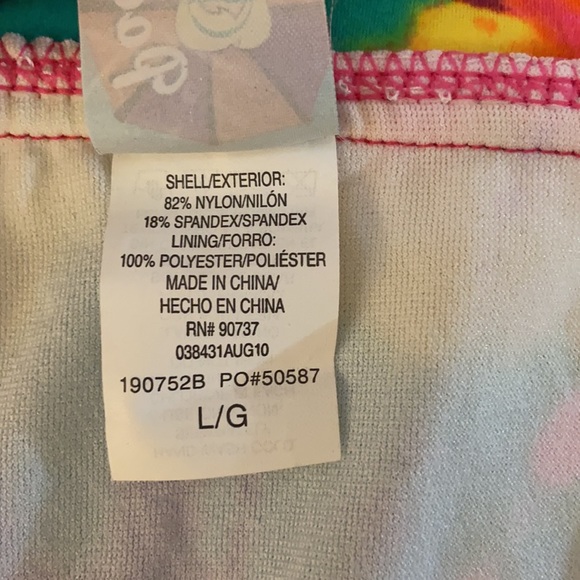 SHELL/EXTERIOR:
82% NYLON/NILÓN
18% SPANDEX/SPANDEX
LINING/FORRO:
100% POLYESTER/POLIÉSTER
MADE IN CHINA/
HECHO EN CHINA
RN# 90737
038431AUG10
190752B PO#50587
L/G